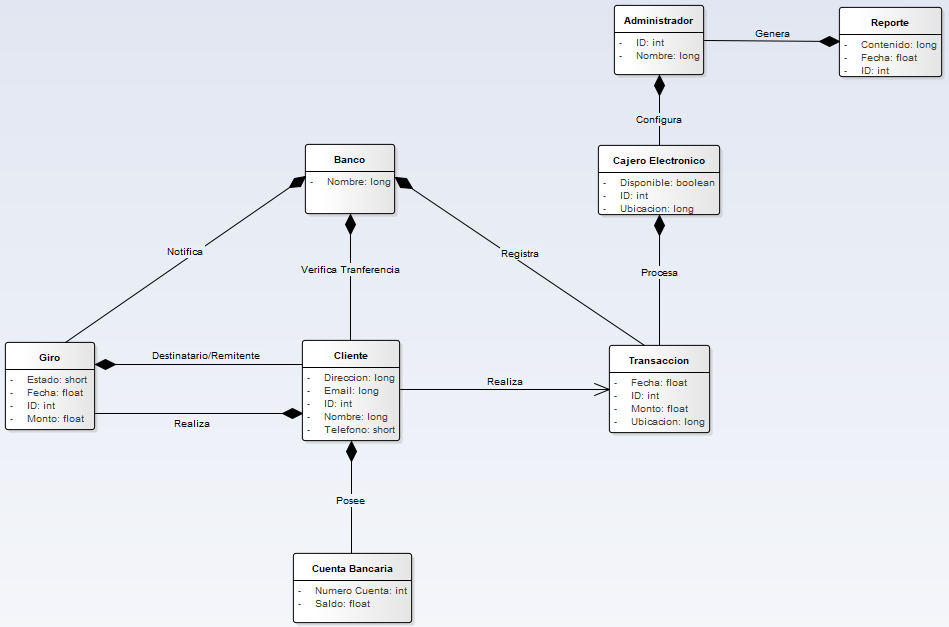 Administrador
- ID: int
- Nombre: long
Genera
Reporte
- Contenido: long
- Fecha: float
- ID: int
Configura
Banco
- Nombre: long
Cajero Electronico
- Disponible: boolean
- ID: int
- Ubicacion: long
Notifica
Verifica Tranferencia
Registra
Procesa
Giro
- Estado: short
- Fecha: float
- ID: int
- Monto: float
Destinatario/Remitente
Realiza
Cliente
- Direccion: long
- Email: long
- ID: int
- Nombre: long
- Telefono: short
Realiza
Transaccion
- Fecha: float
- ID: int
- Monto: float
- Ubicacion: long
Posee
Cuenta Bancaria
- Numero Cuenta: int
- Saldo: float